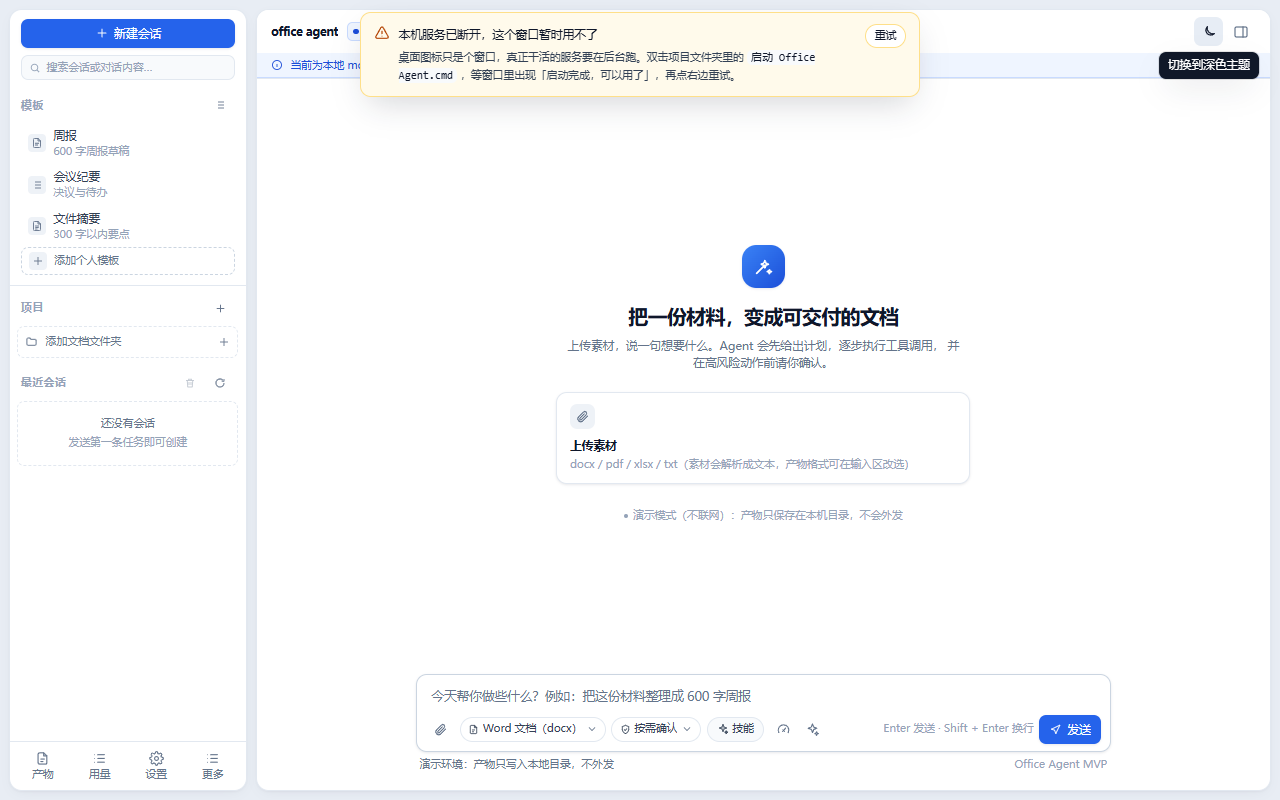 新建会话
搜索会话或对话内容...
模板
周报
600 字周报草稿
会议纪要
决议与待办
文件摘要
300 字以内要点
添加个人模板
项目
添加文档文件夹
最近会话
还没有会话
发送第一条任务即可创建
产物
用量
设置
更多
office agent
当前为本地
本机服务已断开，这个窗口暂时用不了
桌面图标只是个窗口，真正干活的服务要在后台跑。双击项目文件夹里的 启动 Office
Agent.cmd ，等窗口里出现「启动完成，可以用了」，再点右边重试。
重试
切换到深色主题
把一份材料，变成可交付的文档
上传素材，说一句想要什么。Agent 会先给出计划，逐步执行工具调用， 并
在高风险动作前请你确认。
上传素材
docx / pdf / xlsx / txt（素材会解析成文本，产物格式可在输入区改选）
演示模式（不联网）：产物只保存在本机目录，不会外发
今天帮你做些什么？例如：把这份材料整理成 600 字周报
Word 文档（docx）
按需确认
技能
Enter 发送 · Shift + Enter 换行
发送
演示环境：产物只写入本地目录，不外发
Office Agent MVP